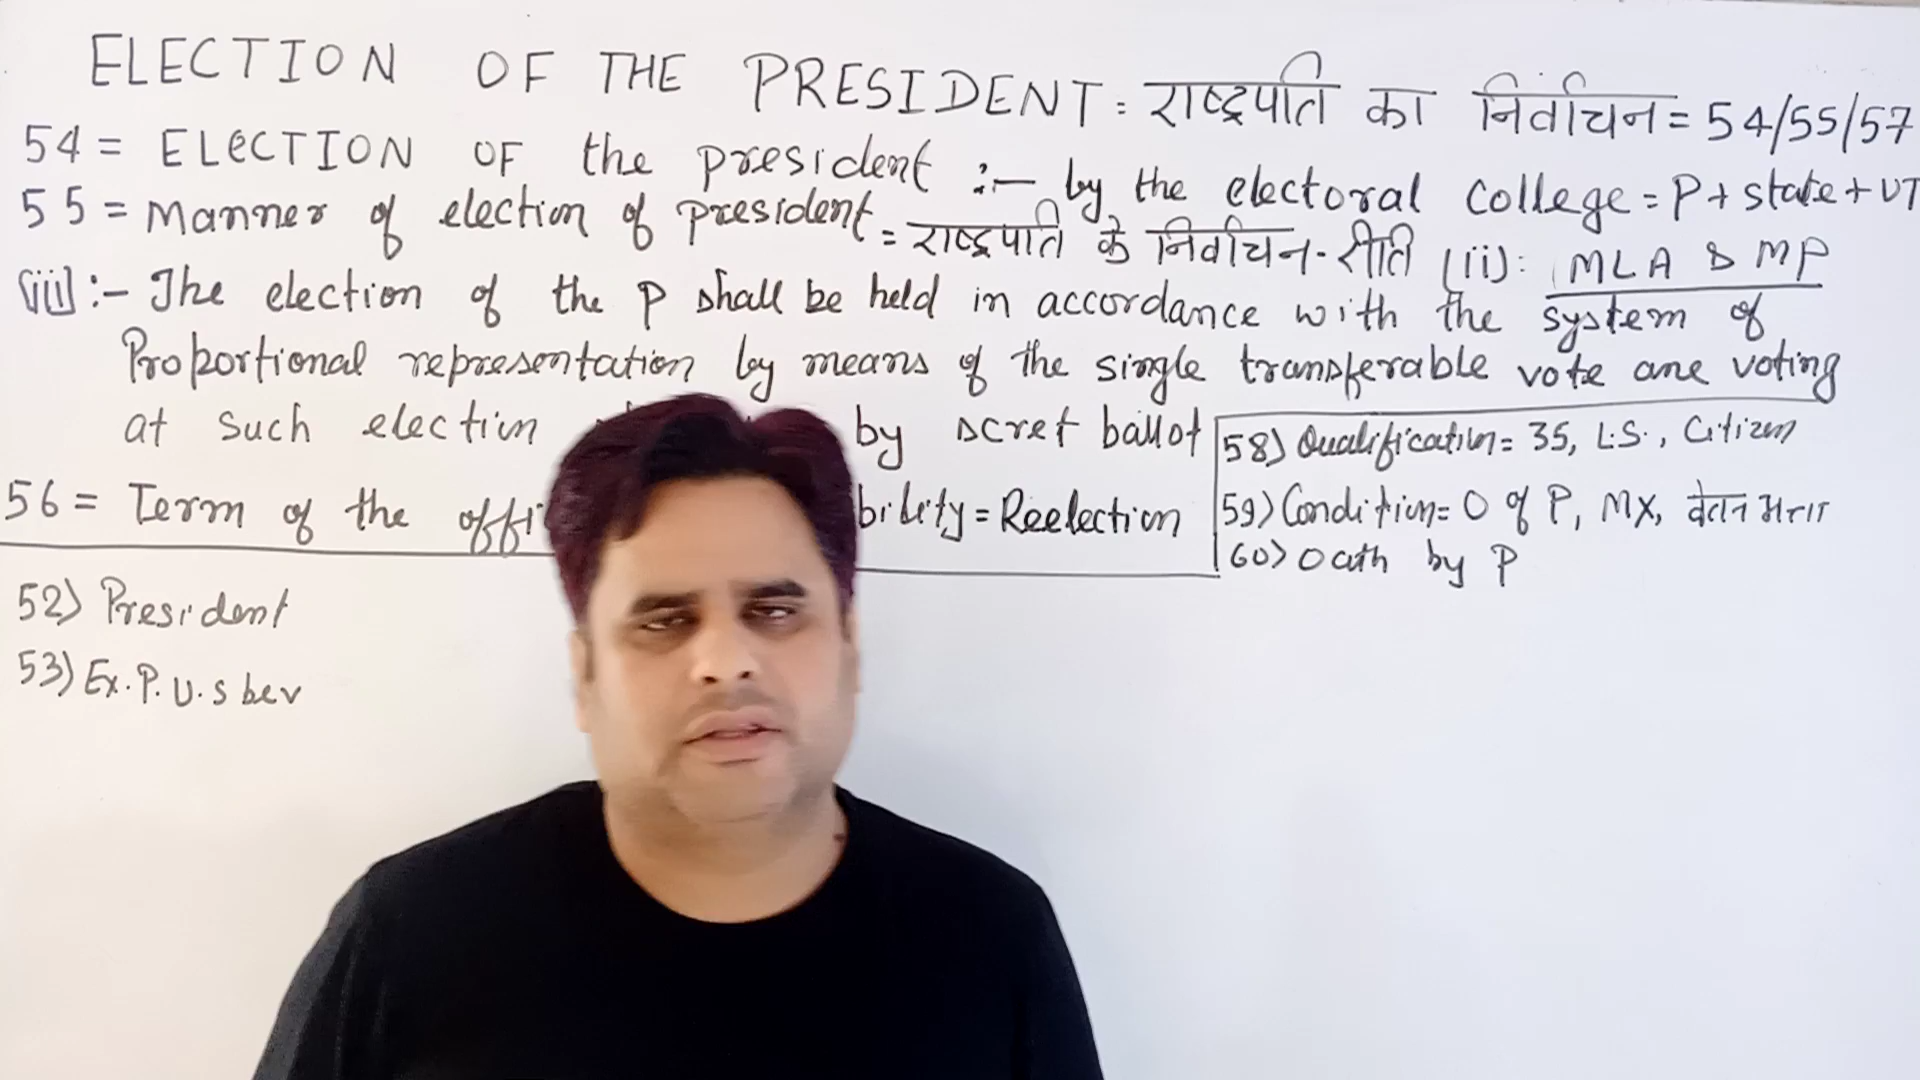 ELECTION OF THE PRESIDENT: राष्ट्रपति का निर्वाचन = 54/55/57
54 = ELeCTION OF the president :- by the electoral College = P + state + UT
55 = Manner of election of president = राष्ट्रपति के निर्वाचन-रीति (ii): MLA & MP
(iii) :- The election of the P shall be held in accordance with the system of
Proportional representation by means of the single transferable vote ane voting
at such election by scret ballot
56 = Term of the offi bility = Reelection
58) Qualification = 35, L.S., Citizen
59) Condition = O of P, MX, वेतन भत्ता
60) Oath by P
52) President
53) Ex. P. U. S bev